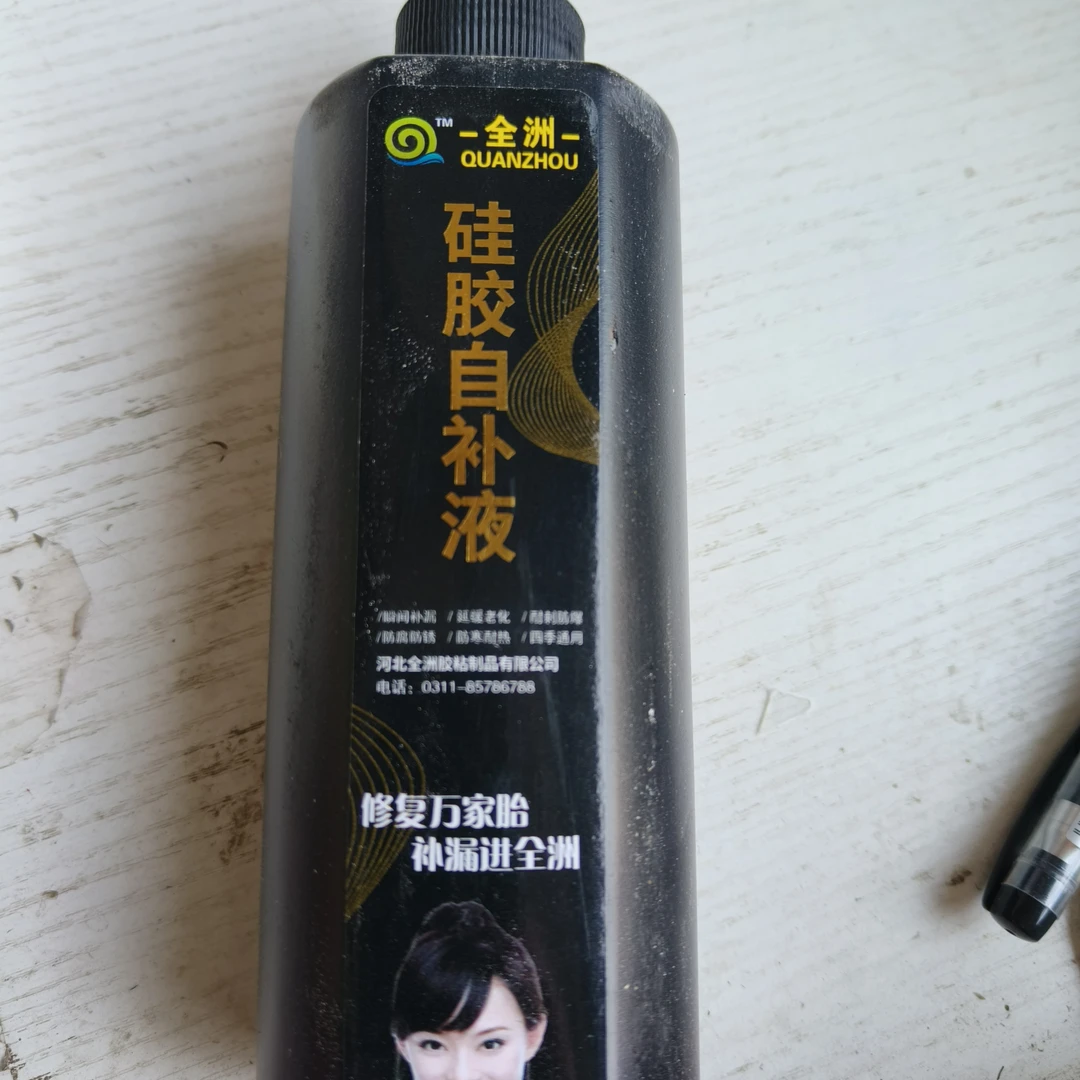 TM
-全洲-
QUANZHOU
硅胶自补液
/瞬间补漏 /延缓老化 /耐刺防爆
/防腐防锈 /防寒耐热 /四季通用
河北全洲胶粘制品有限公司
电话：0311-85786788
修复万家胎
补漏进全洲